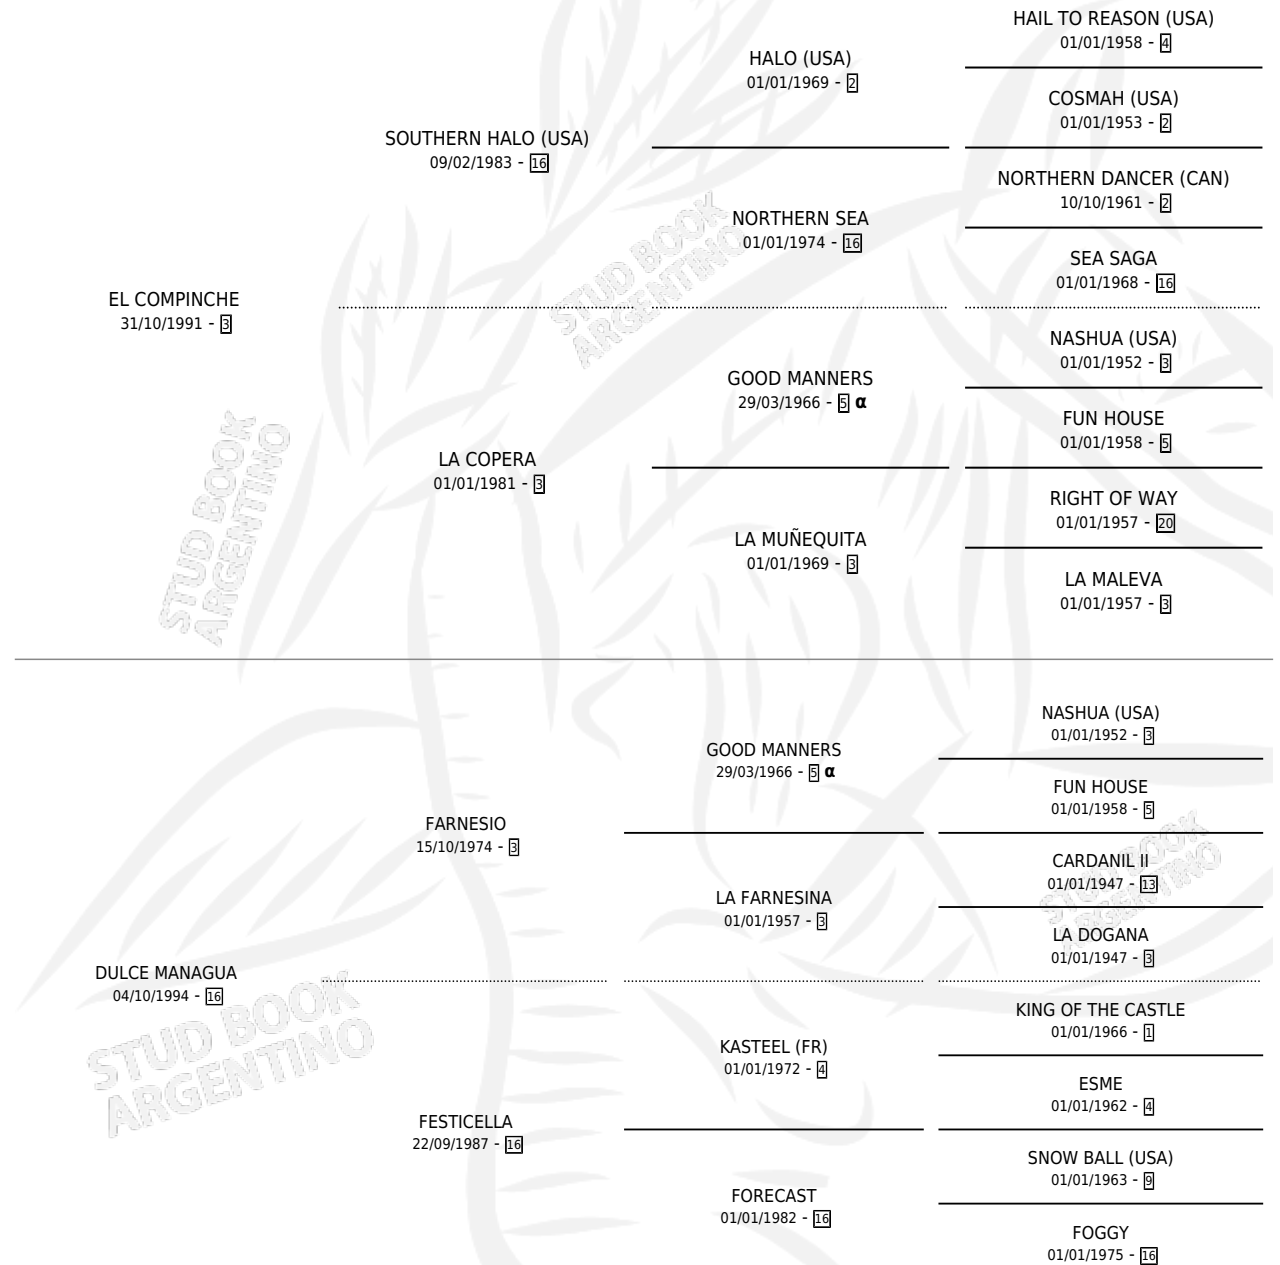 HAIL TO REASON (USA)
01/01/1958 - 4
HALO (USA)
01/01/1969 - 2
COSMAH (USA)
01/01/1953 - 2
SOUTHERN HALO (USA)
09/02/1983 - 16
NORTHERN DANCER (CAN)
10/10/1961 - 2
NORTHERN SEA
01/01/1974 - 16
SEA SAGA
01/01/1968 - 16
EL COMPINCHE
31/10/1991 - 3
NASHUA (USA)
01/01/1952 - 3
GOOD MANNERS
29/03/1966 - 5 α
FUN HOUSE
01/01/1958 - 5
LA COPERA
01/01/1981 - 3
RIGHT OF WAY
01/01/1957 - 20
LA MUÑEQUITA
01/01/1969 - 3
LA MALEVA
01/01/1957 - 3
NASHUA (USA)
01/01/1952 - 3
GOOD MANNERS
29/03/1966 - 5 α
FUN HOUSE
01/01/1958 - 5
FARNESIO
15/10/1974 - 3
CARDANIL II
01/01/1947 - 13
LA FARNESINA
01/01/1957 - 3
LA DOGANA
01/01/1947 - 3
DULCE MANAGUA
04/10/1994 - 16
KING OF THE CASTLE
01/01/1966 - 1
KASTEEL (FR)
01/01/1972 - 4
ESME
01/01/1962 - 4
FESTICELLA
22/09/1987 - 16
SNOW BALL (USA)
01/01/1963 - 9
FORECAST
01/01/1982 - 16
FOGGY
01/01/1975 - 16
STUD BOOK
ARGENTINO
STUD BOOK
ARGENTINO
STUD BOOK
ARGENTINO
STUD BOOK
ARGENTINO